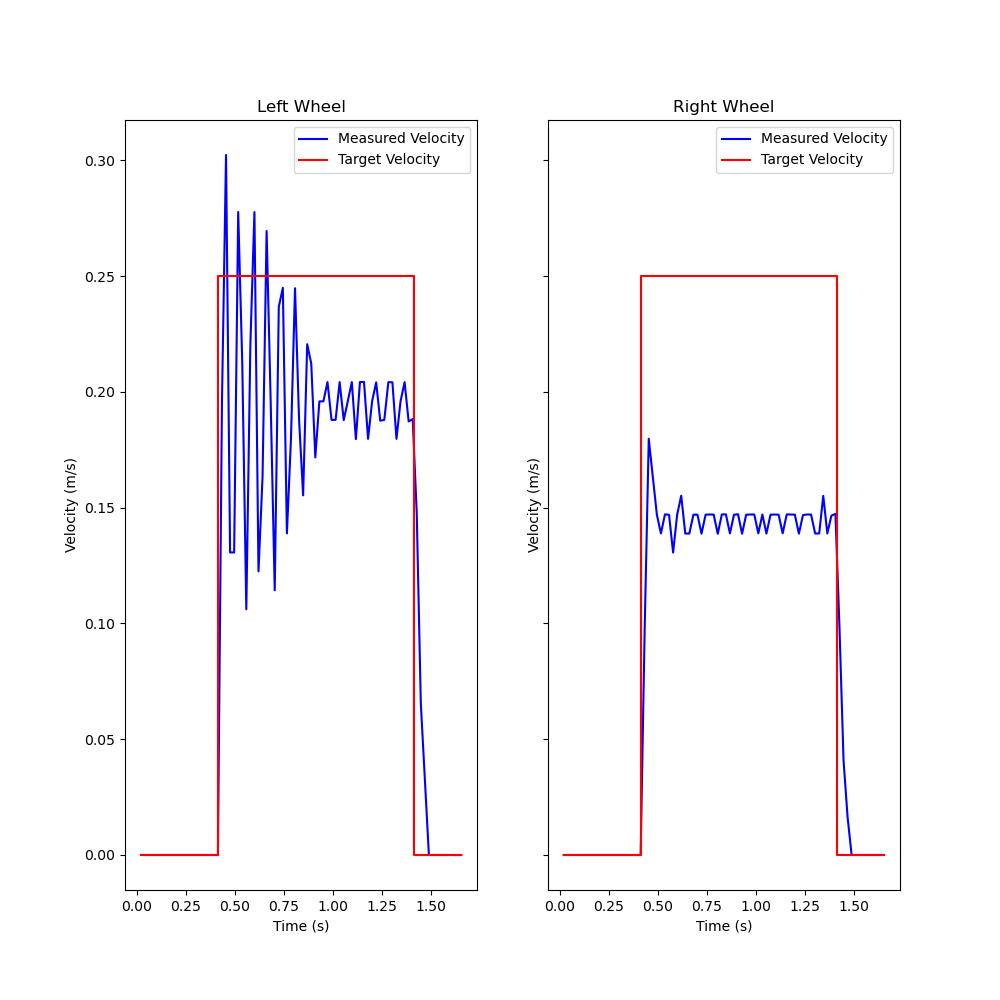 Left Wheel
Measured Velocity
Target Velocity
0.30
0.25
0.20
0.15
0.10
0.05
0.00
Velocity (m/s)
0.00 0.25 0.50 0.75 1.00 1.25 1.50
Time (s)
Right Wheel
Measured Velocity
Target Velocity
Velocity (m/s)
0.00 0.25 0.50 0.75 1.00 1.25 1.50
Time (s)